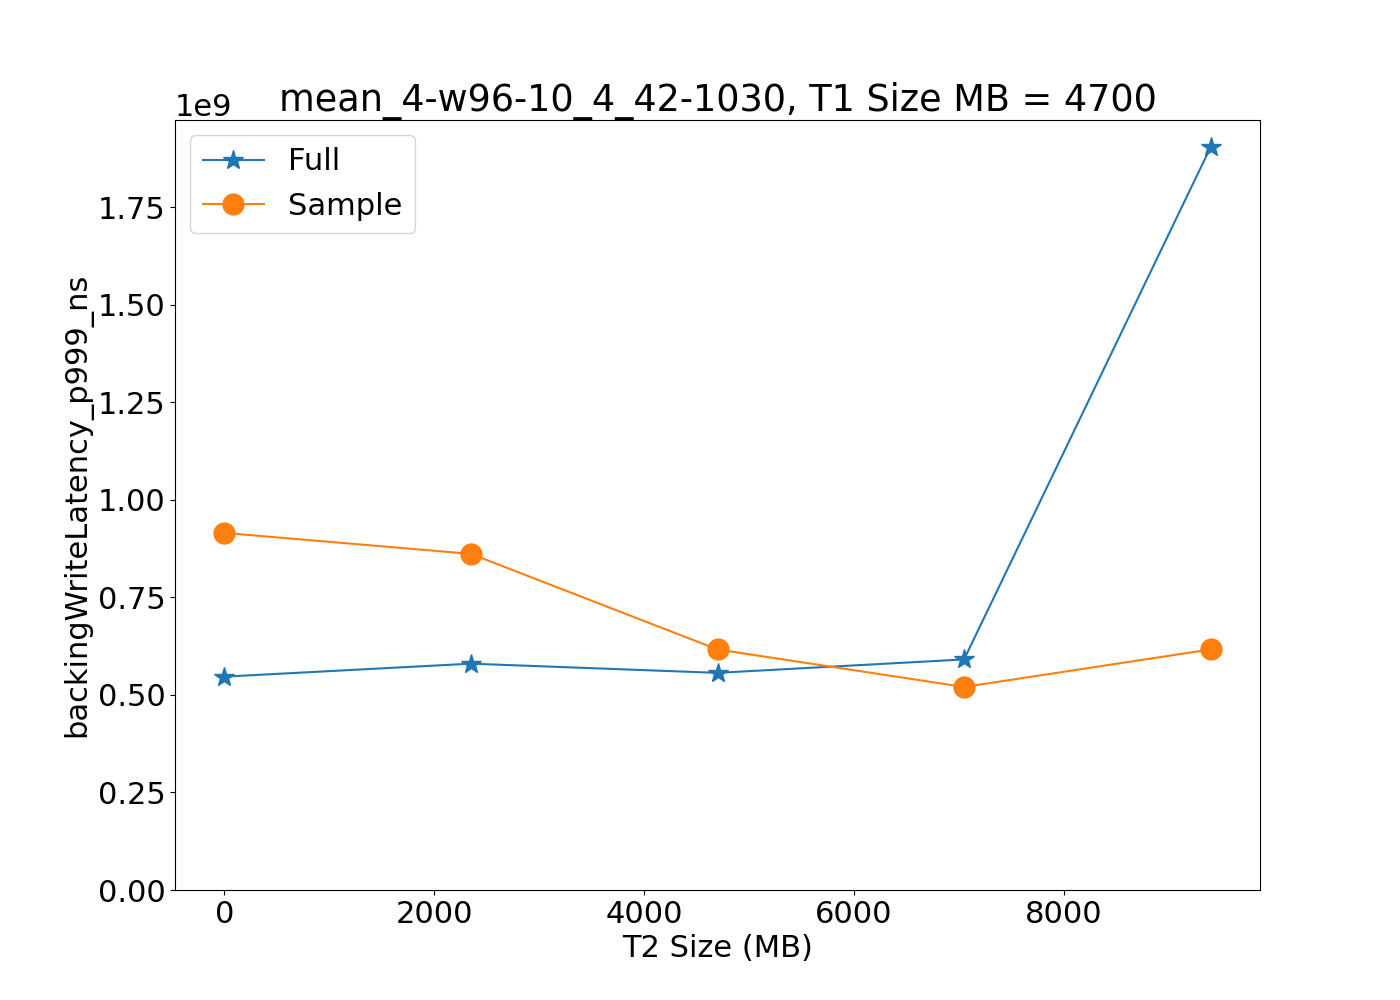 1e9
mean_4-w96-10_4_42-1030, T1 Size MB = 4700
Full
Sample
backingWriteLatency_p999_ns
1.75
1.50
1.25
1.00
0.75
0.50
0.25
0.00
0 2000 4000 6000 8000
T2 Size (MB)